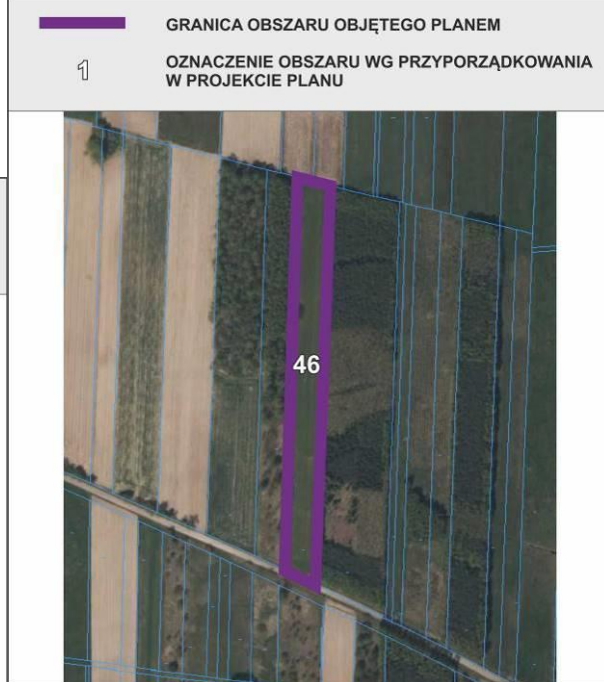 GRANICA OBSZARU OBJĘTEGO PLANEM
1
OZNACZENIE OBSZARU WG PRZYPORZĄDKOWANIA
W PROJEKCIE PLANU
46